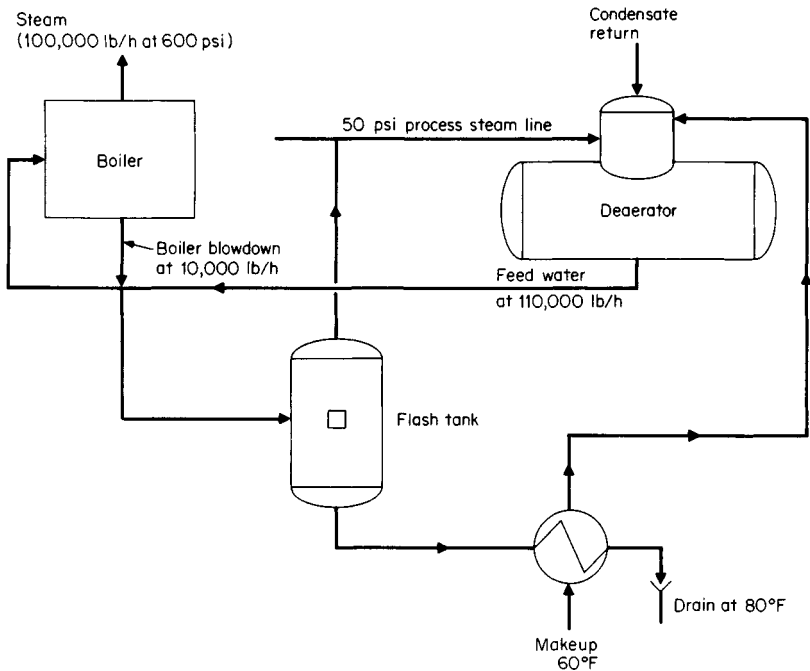 Steam
(100,000 lb/h at 600 psi)
Condensate
return
50 psi process steam line
Boiler
Deaerator
Boiler blowdown
at 10,000 lb/h
Feed water
at 110,000 lb/h
Flash tank
Drain at 80°F
Makeup
60°F